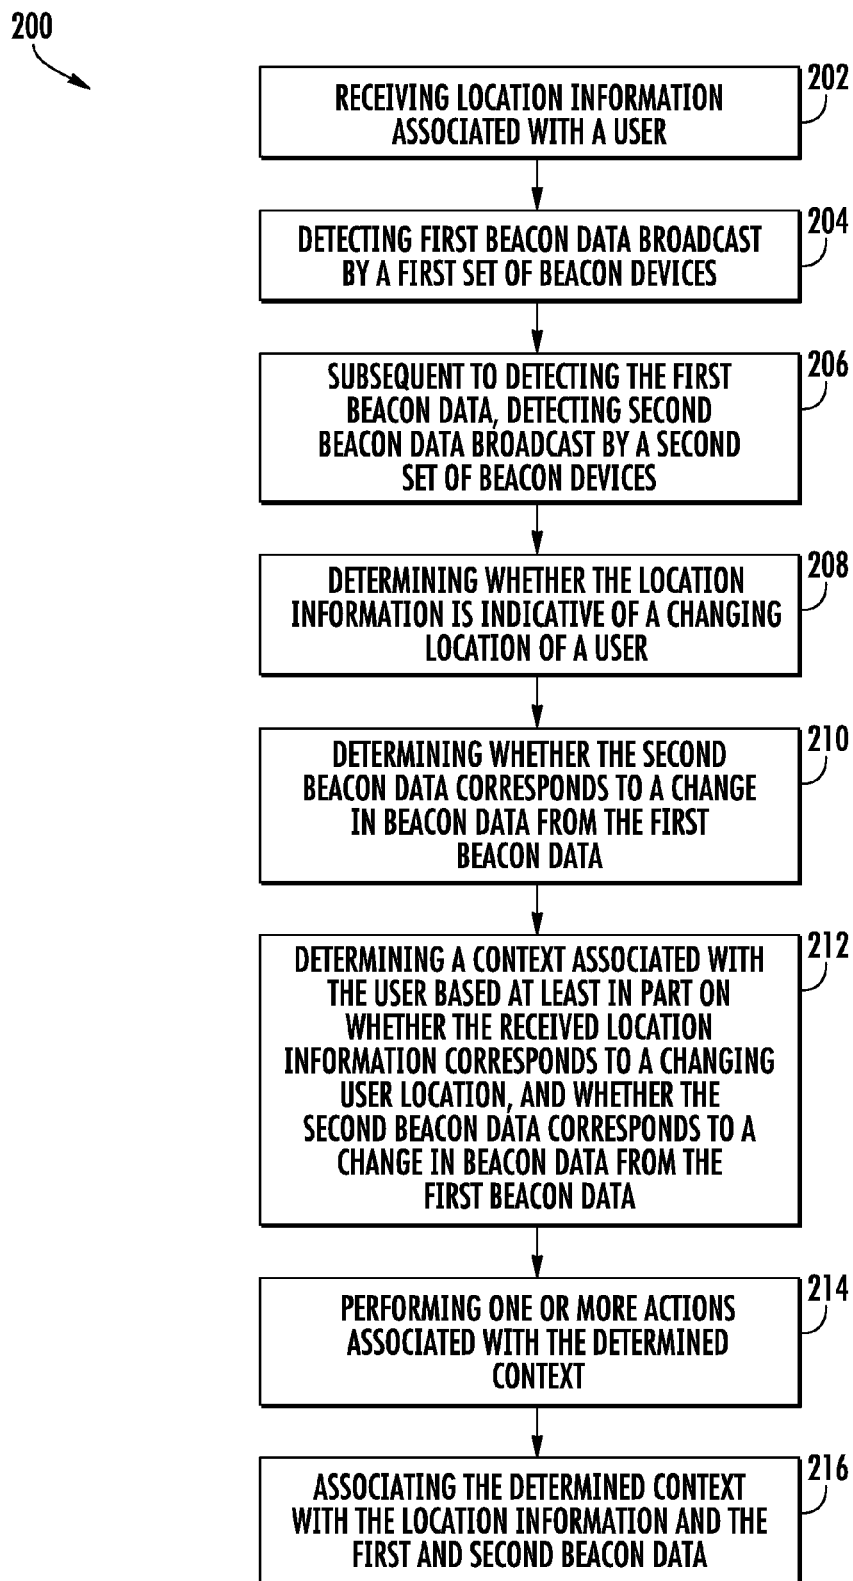 200
202
RECEIVING LOCATION INFORMATION
ASSOCIATED WITH A USER
204
DETECTING FIRST BEACON DATA BROADCAST
BY A FIRST SET OF BEACON DEVICES
206
SUBSEQUENT TO DETECTING THE FIRST
BEACON DATA, DETECTING SECOND
BEACON DATA BROADCAST BY A SECOND
SET OF BEACON DEVICES
208
DETERMINING WHETHER THE LOCATION
INFORMATION IS INDICATIVE OF A CHANGING
LOCATION OF A USER
210
DETERMINING WHETHER THE SECOND
BEACON DATA CORRESPONDS TO A CHANGE
IN BEACON DATA FROM THE FIRST
BEACON DATA
212
DETERMINING A CONTEXT ASSOCIATED WITH
THE USER BASED AT LEAST IN PART ON
WHETHER THE RECEIVED LOCATION
INFORMATION CORRESPONDS TO A CHANGING
USER LOCATION, AND WHETHER THE
SECOND BEACON DATA CORRESPONDS TO A
CHANGE IN BEACON DATA FROM THE
FIRST BEACON DATA
214
PERFORMING ONE OR MORE ACTIONS
ASSOCIATED WITH THE DETERMINED
CONTEXT
216
ASSOCIATING THE DETERMINED CONTEXT
WITH THE LOCATION INFORMATION AND THE
FIRST AND SECOND BEACON DATA